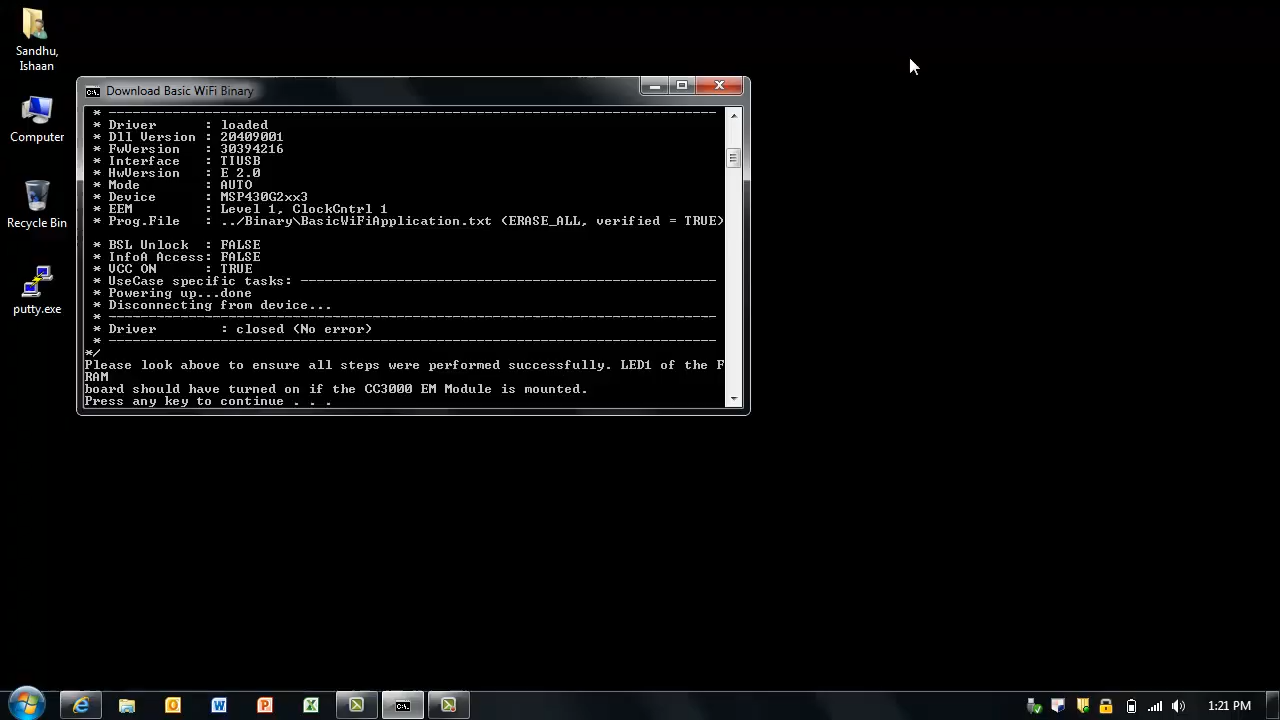 Sandhu,
Ishaan
Computer
Recycle Bin
putty.exe
Download Basic WiFi Binary
* -----------------------------------------------------------------------------
* Driver : loaded
* Dll Version : 20409001
* FwVersion : 30394216
* Interface : TIUSB
* HwVersion : E 2.0
* Mode : AUTO
* Device : MSP430G2xx3
* EEM : Level 1, ClockCntrl 1
* Prog.File : ../Binary\BasicWiFiApplication.txt (ERASE_ALL, verified = TRUE)
* BSL Unlock : FALSE
* InfoA Access: FALSE
* VCC ON : TRUE
* UseCase specific tasks: -----------------------------------------------------
* Powering up...done
* Disconnecting from device...
* -----------------------------------------------------------------------------
* Driver : closed (No error)
* -----------------------------------------------------------------------------
*/
Please look above to ensure all steps were performed successfully. LED1 of the F
RAM
board should have turned on if the CC3000 EM Module is mounted.
Press any key to continue . . .
1:21 PM